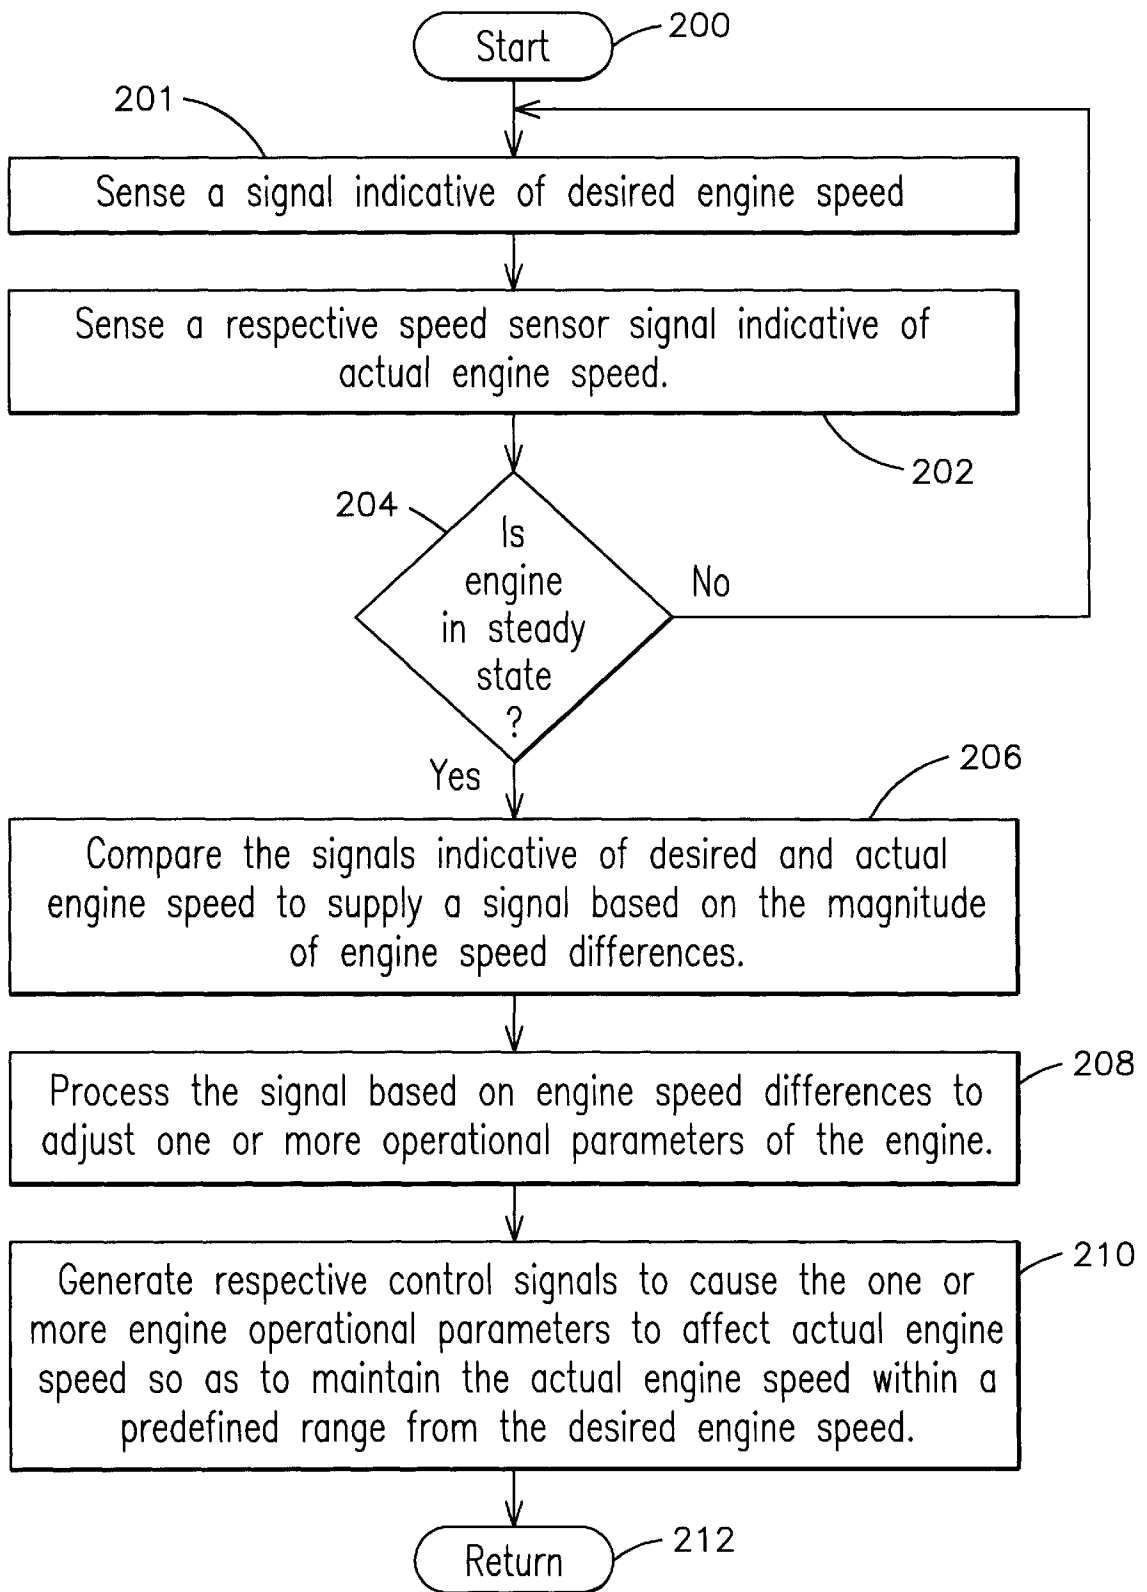 Start
200
201
Sense a signal indicative of desired engine speed
Sense a respective speed sensor signal indicative of
actual engine speed.
202
204
Is
engine
in steady
state
?
No
Yes
206
Compare the signals indicative of desired and actual
engine speed to supply a signal based on the magnitude
of engine speed differences.
Process the signal based on engine speed differences to
adjust one or more operational parameters of the engine.
208
Generate respective control signals to cause the one or
more engine operational parameters to affect actual engine
speed so as to maintain the actual engine speed within a
predefined range from the desired engine speed.
210
Return
212